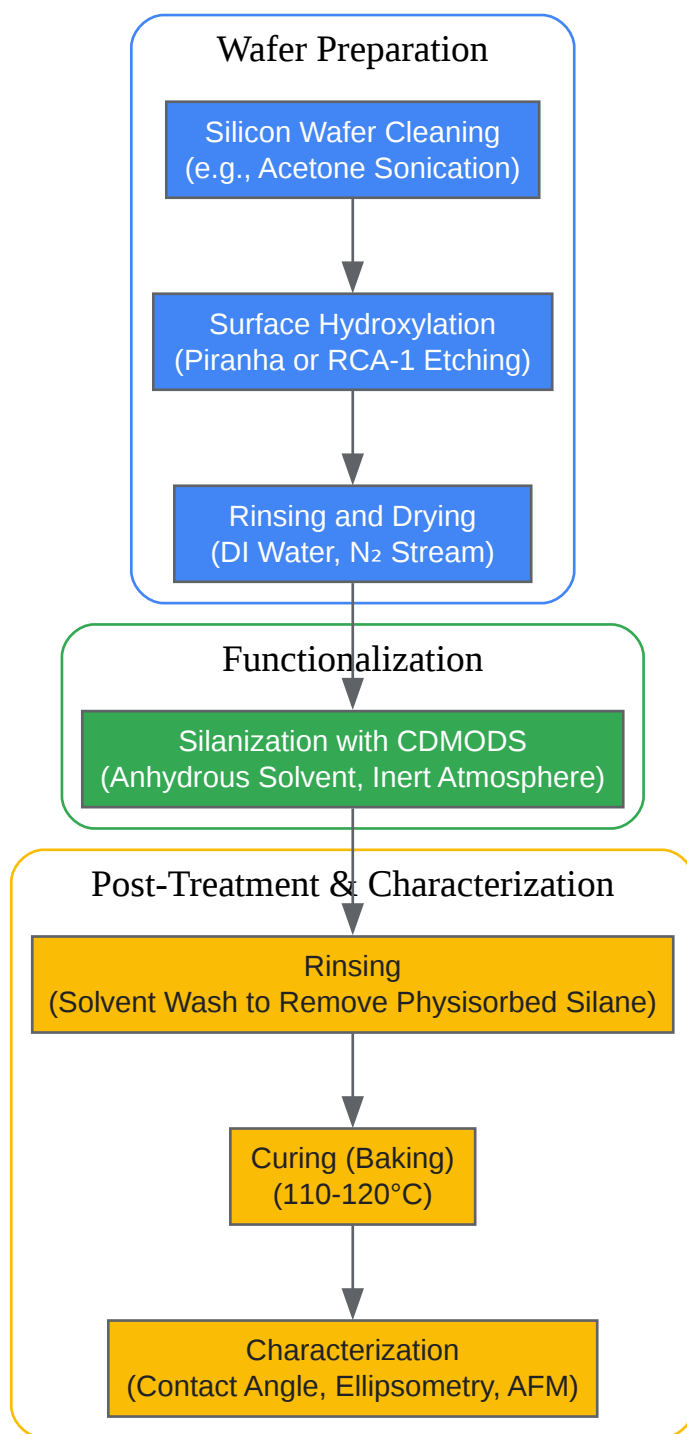 Wafer Preparation
Silicon Wafer Cleaning
(e.g., Acetone Sonication)
Surface Hydroxylation
(Piranha or RCA-1 Etching)
Rinsing and Drying
(DI Water, N₂ Stream)
Functionalization
Silanization with CDMODS
(Anhydrous Solvent, Inert Atmosphere)
Post-Treatment & Characterization
Rinsing
(Solvent Wash to Remove Physisorbed Silane)
Curing (Baking)
(110-120°C)
Characterization
(Contact Angle, Ellipsometry, AFM)